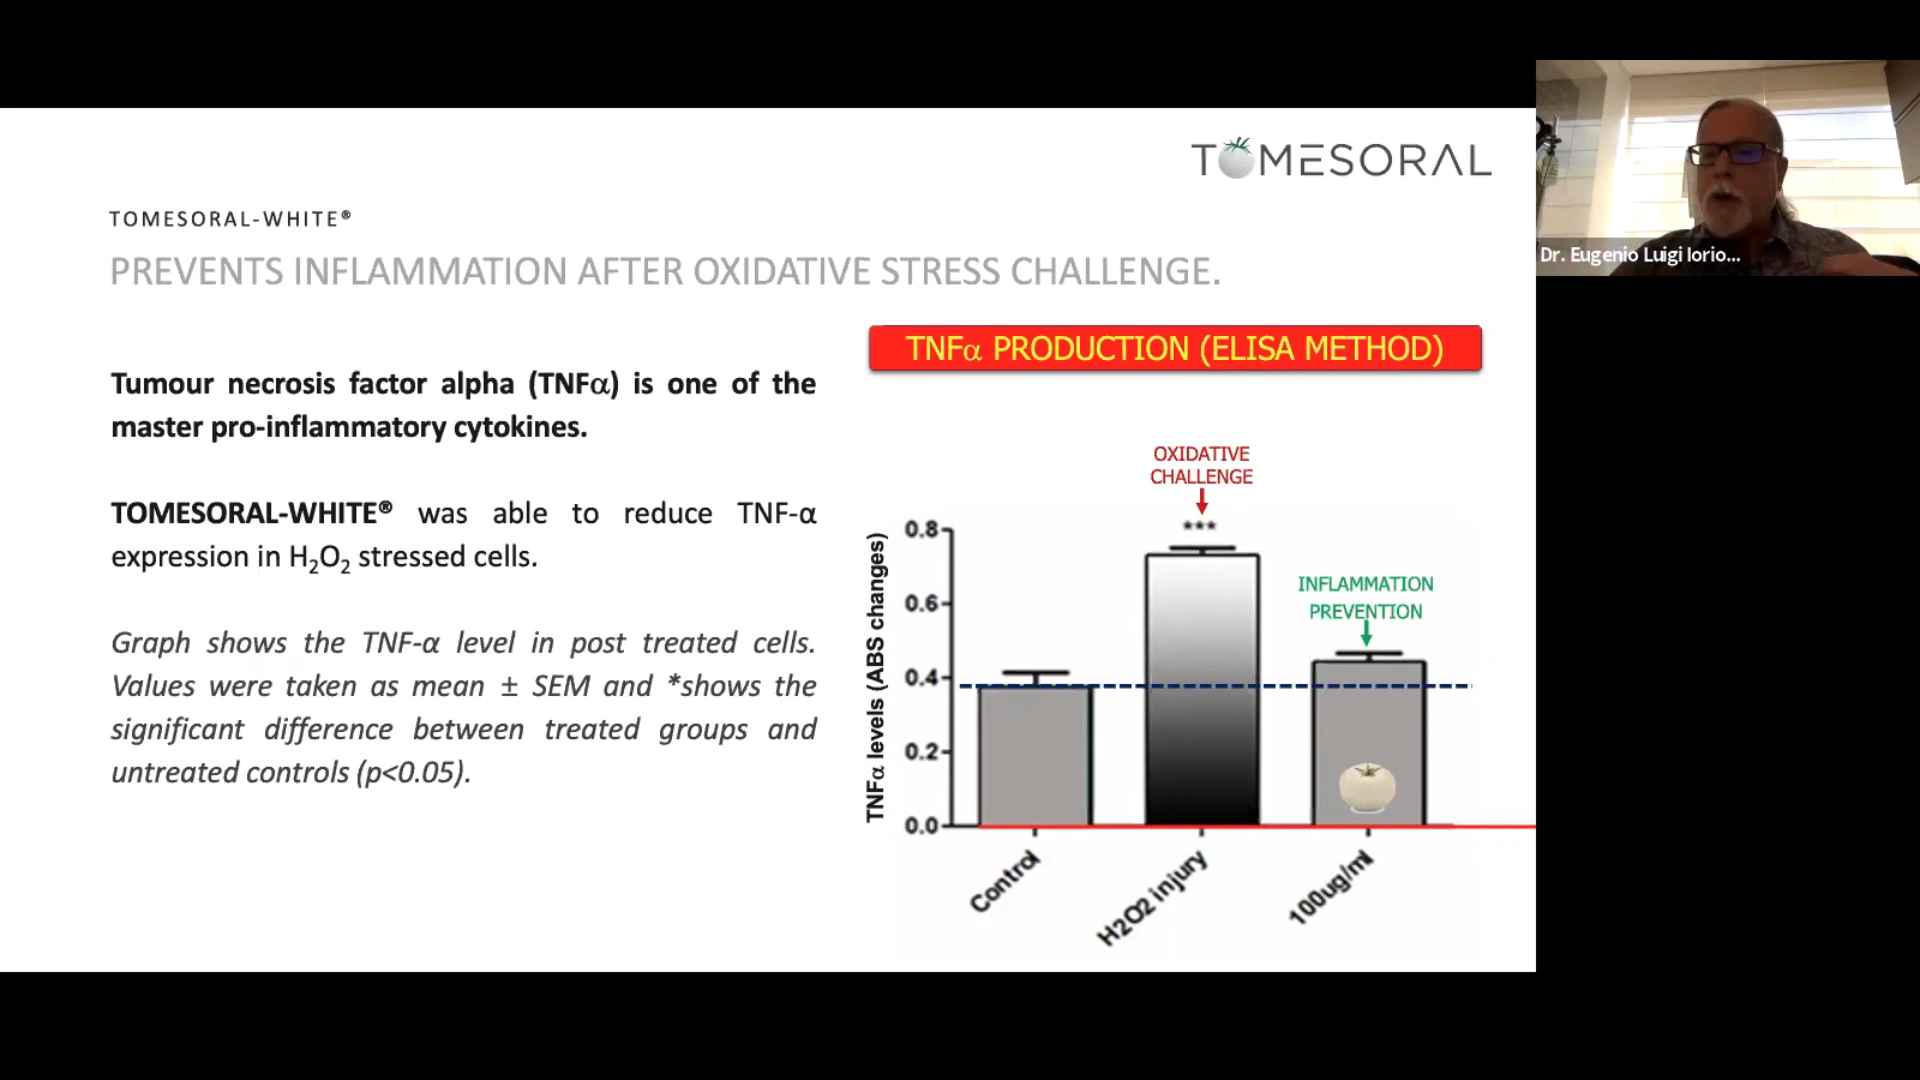 TOMESORAL
TOMESORAL-WHITE®
PREVENTS INFLAMMATION AFTER OXIDATIVE STRESS CHALLENGE.
Dr. Eugenio Luigi Iorio...
Tumour necrosis factor alpha (TNFα) is one of the
master pro-inflammatory cytokines.
TOMESORAL-WHITE® was able to reduce TNF-α
expression in H₂O₂ stressed cells.
Graph shows the TNF-α level in post treated cells.
Values were taken as mean ± SEM and *shows the
significant difference between treated groups and
untreated controls (p<0.05).
TNFα PRODUCTION (ELISA METHOD)
OXIDATIVE
CHALLENGE
***
INFLAMMATION
PREVENTION
TNFα levels (ABS changes)
0.8
0.6
0.4
0.2
0.0
Control
H2O2 injury
100ug/ml